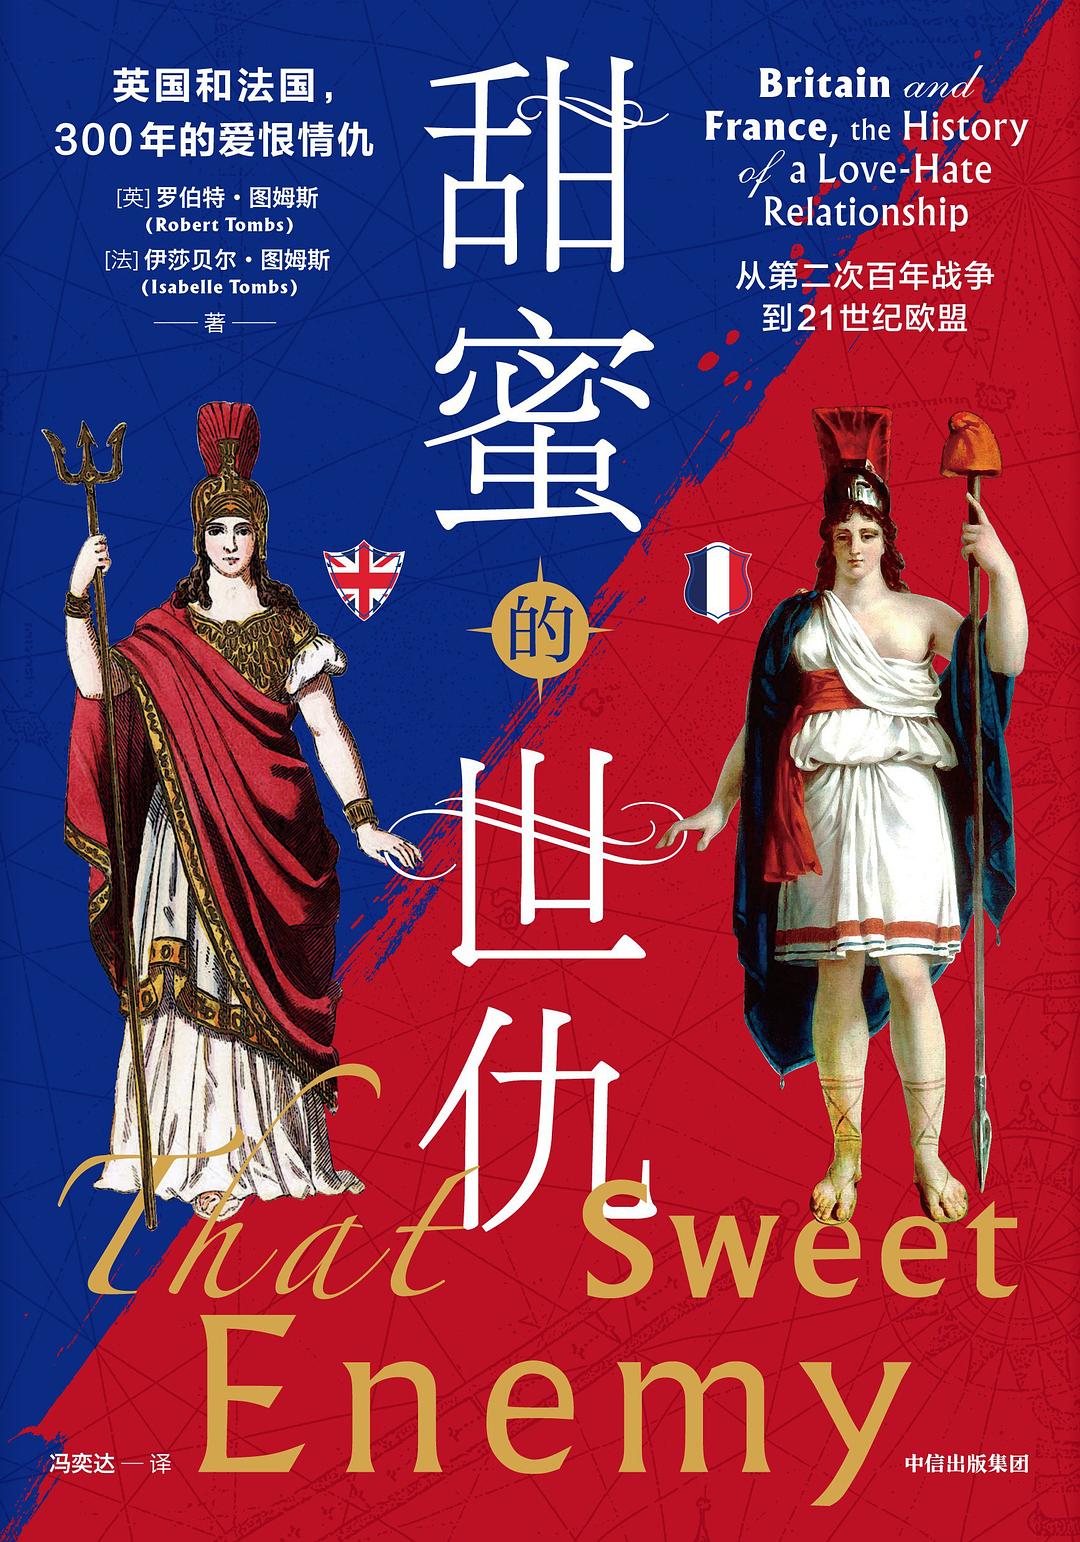 英国和法国，
300年的爱恨情仇
[英]罗伯特·图姆斯
(Robert Tombs)
[法]伊莎贝尔·图姆斯
(Isabelle Tombs)
—— 著 ——
甜
蜜
的
世
仇
Britain and
France, the History
of a Love-Hate
Relationship
从第二次百年战争
到21世纪欧盟
That Sweet
Enemy
冯奕达 — 译
中信出版集团